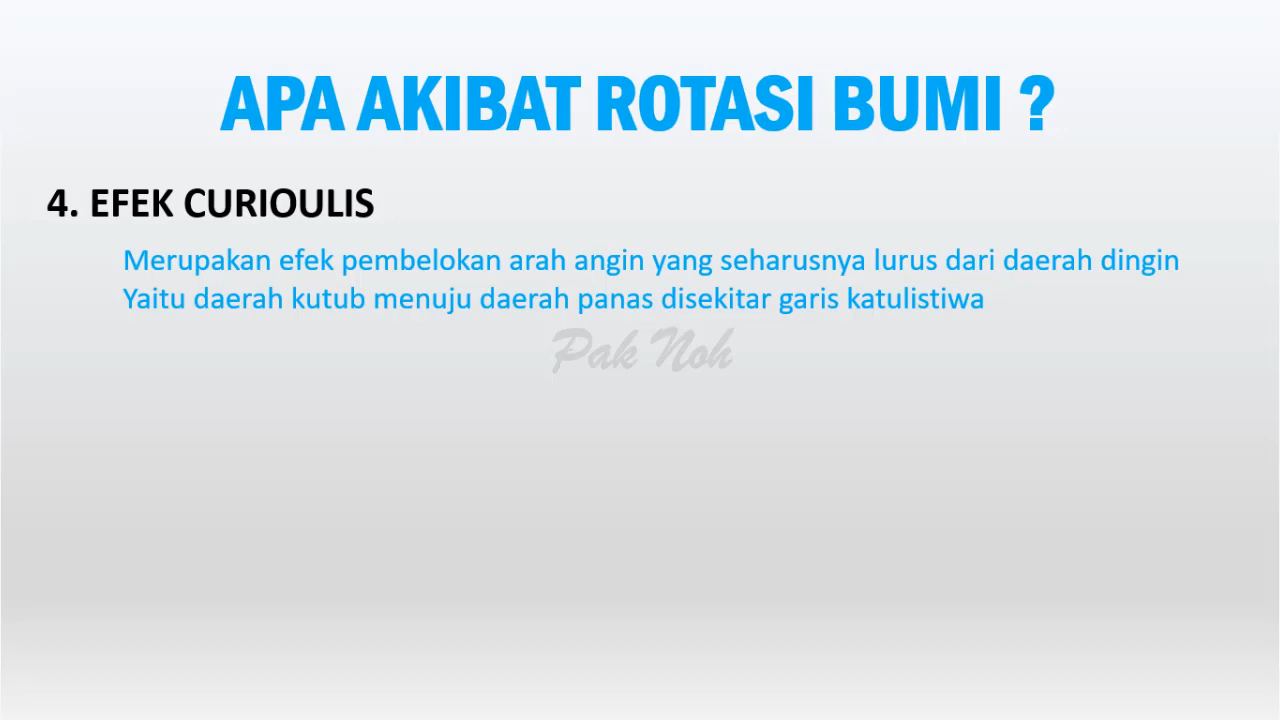 APA AKIBAT ROTASI BUMI ?
4. EFEK CURIOULIS
Merupakan efek pembelokan arah angin yang seharusnya lurus dari daerah dingin
Yaitu daerah kutub menuju daerah panas disekitar garis katulistiwa
Pak Noh